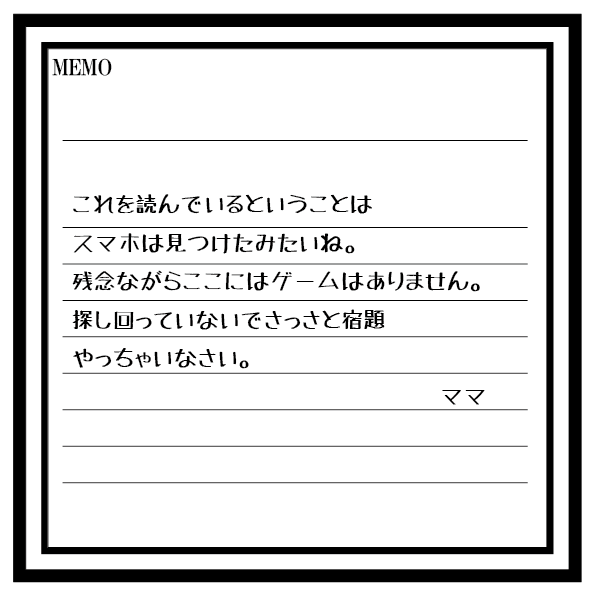 MEMO
これを読んでいるということは
スマホは見つけたみたいね。
残念ながらここにはゲームはありません。
探し回っていないでさっさと宿題
やっちゃいなさい。
ママ